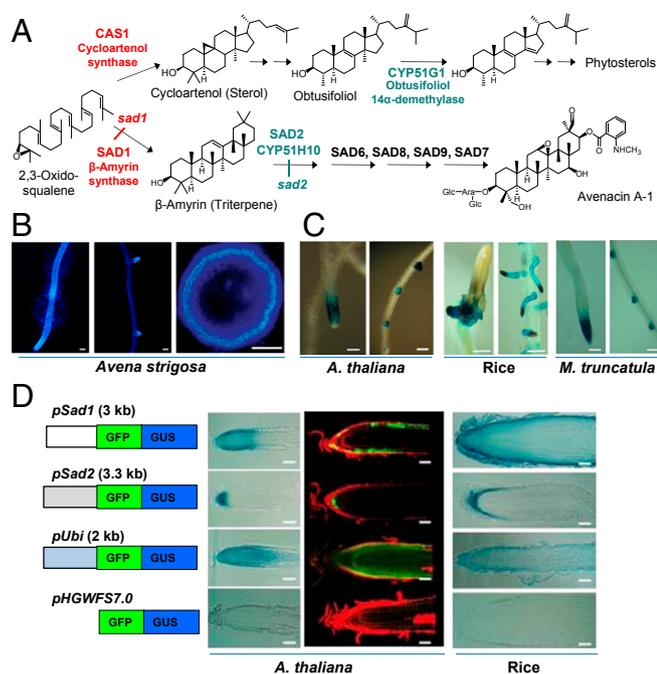 A
CAS1
Cycloartenol
synthase
HO
H
Cycloartenol (Sterol)
HO
H
Obtusifoliol
CYP51G1
Obtusifoliol
14α-demethylase
HO
H
Phytosterols
O
2,3-Oxido-
squalene
sad1
SAD1
β-Amyrin
synthase
HO
H
β-Amyrin (Triterpene)
SAD2
CYP51H10
sad2
SAD6, SAD8, SAD9, SAD7
Glc-Ara-O
Glc
H
OH
O
OH
O
O
O
NHCH₃
Avenacin A-1
B
Avena strigosa
C
A. thaliana
Rice
M. truncatula
D
pSad1 (3 kb)
GFP GUS
pSad2 (3.3 kb)
GFP GUS
pUbi (2 kb)
GFP GUS
pHGWFS7.0
GFP GUS
A. thaliana
Rice